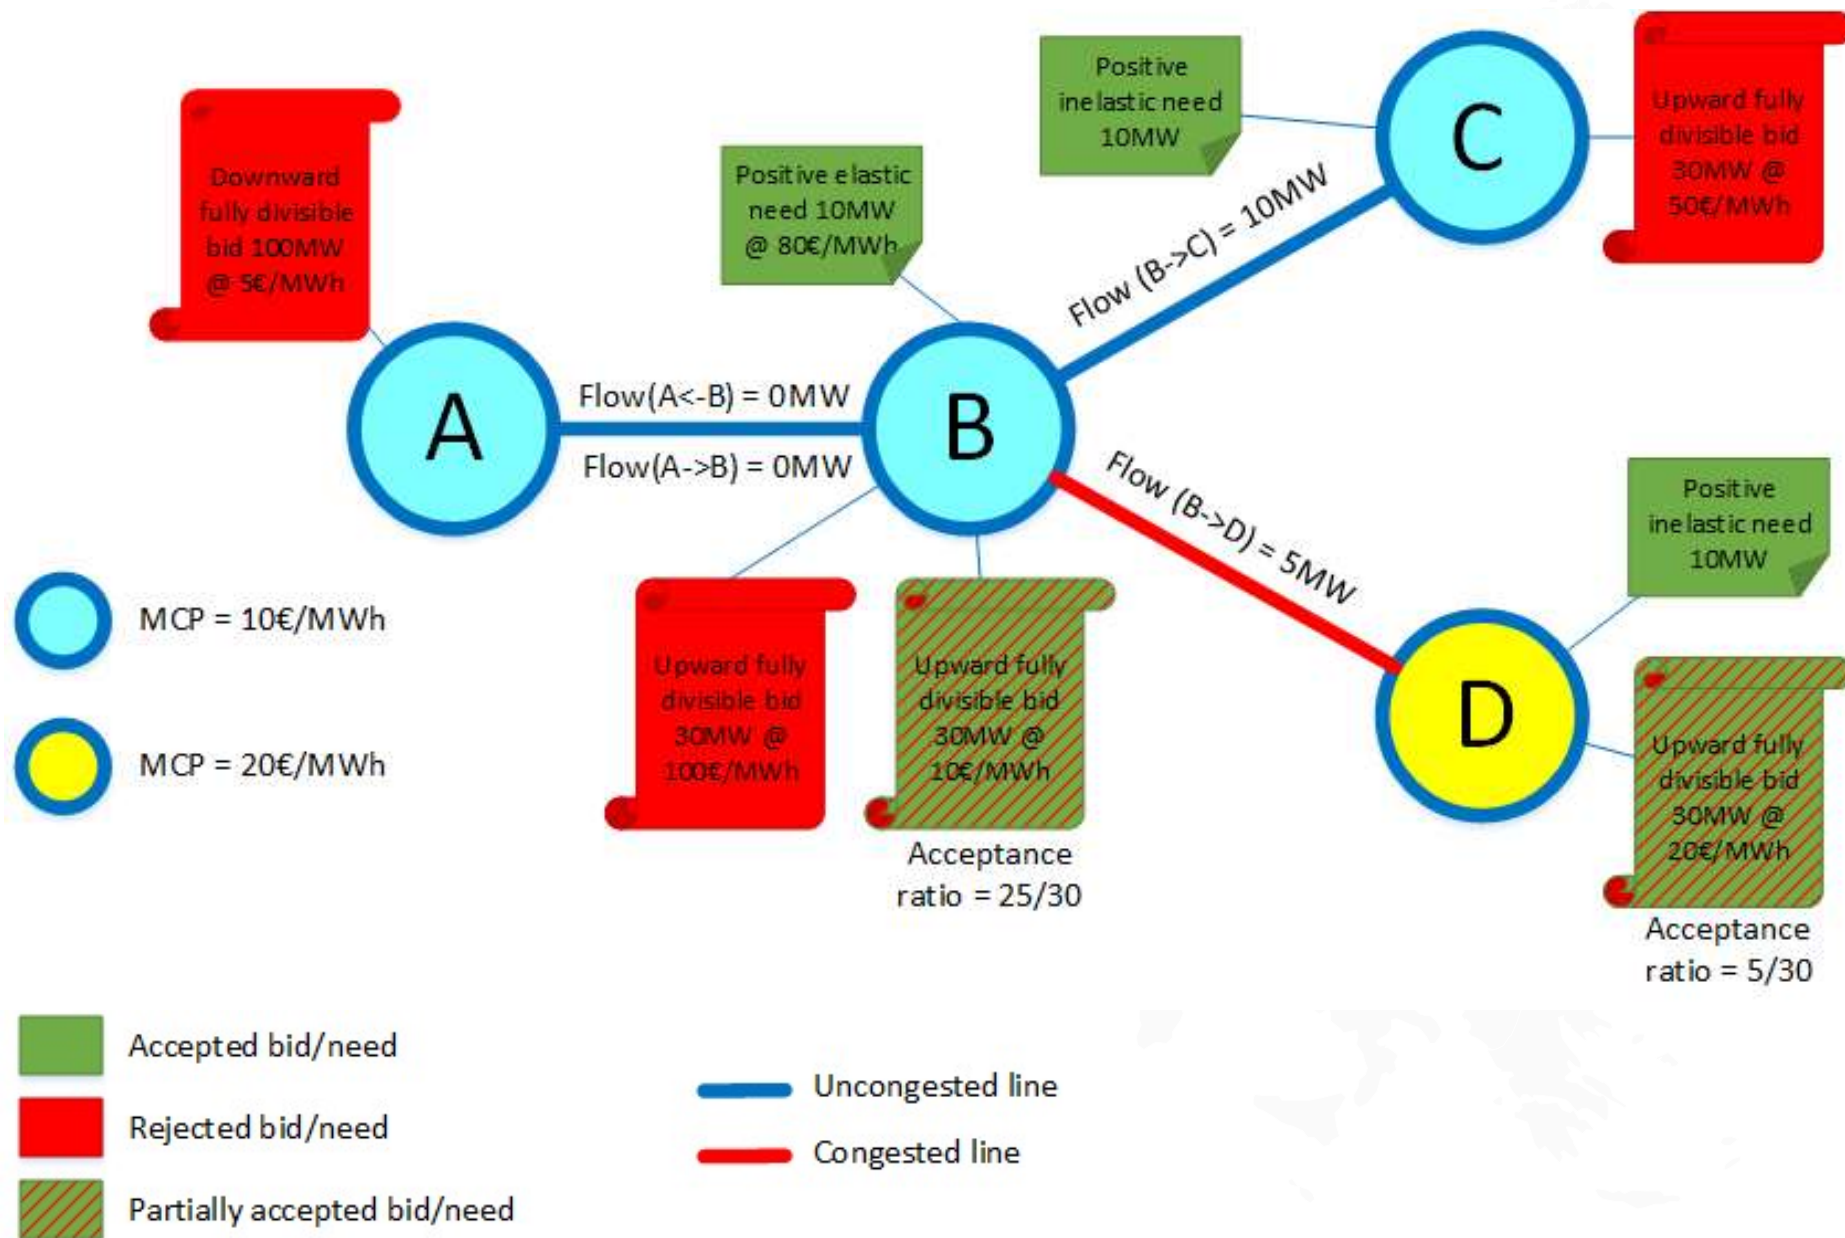 Positive
inelastic need
10MW
C
Upward fully
divisible bid
30MW @
50€/MWh
Downward
fully divisible
bid 100MW
@ 5€/MWh
Positive elastic
need 10MW
@ 80€/MWh
Flow (B->C) = 10MW
A
Flow(A<-B) = 0MW
Flow(A->B) = 0MW
B
Flow (B->D) = 5MW
Positive
inelastic need
10MW
D
MCP = 10€/MWh
MCP = 20€/MWh
Upward fully
divisible bid
30MW @
100€/MWh
Upward fully
divisible bid
30MW @
10€/MWh
Acceptance
ratio = 25/30
Upward fully
divisible bid
30MW @
20€/MWh
Acceptance
ratio = 5/30
Accepted bid/need
Rejected bid/need
Partially accepted bid/need
Uncongested line
Congested line